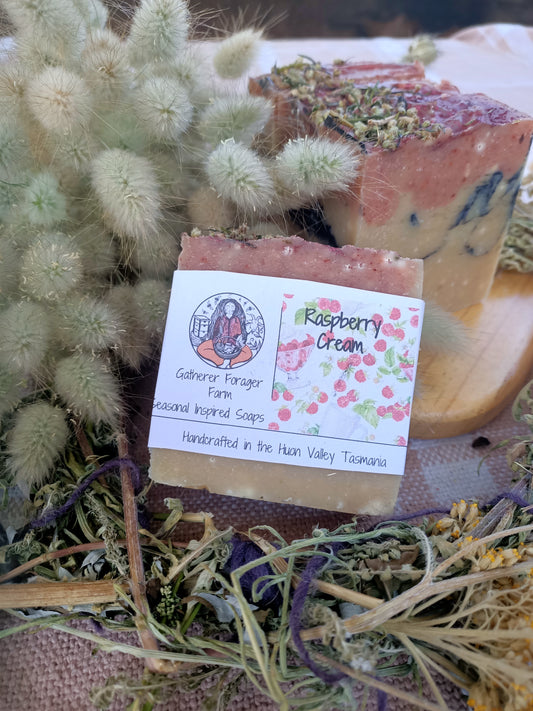 Raspberry
Cream
Gatherer Forager
Farm
Seasonal Inspired Soaps
Handcrafted in the Huon Valley Tasmania